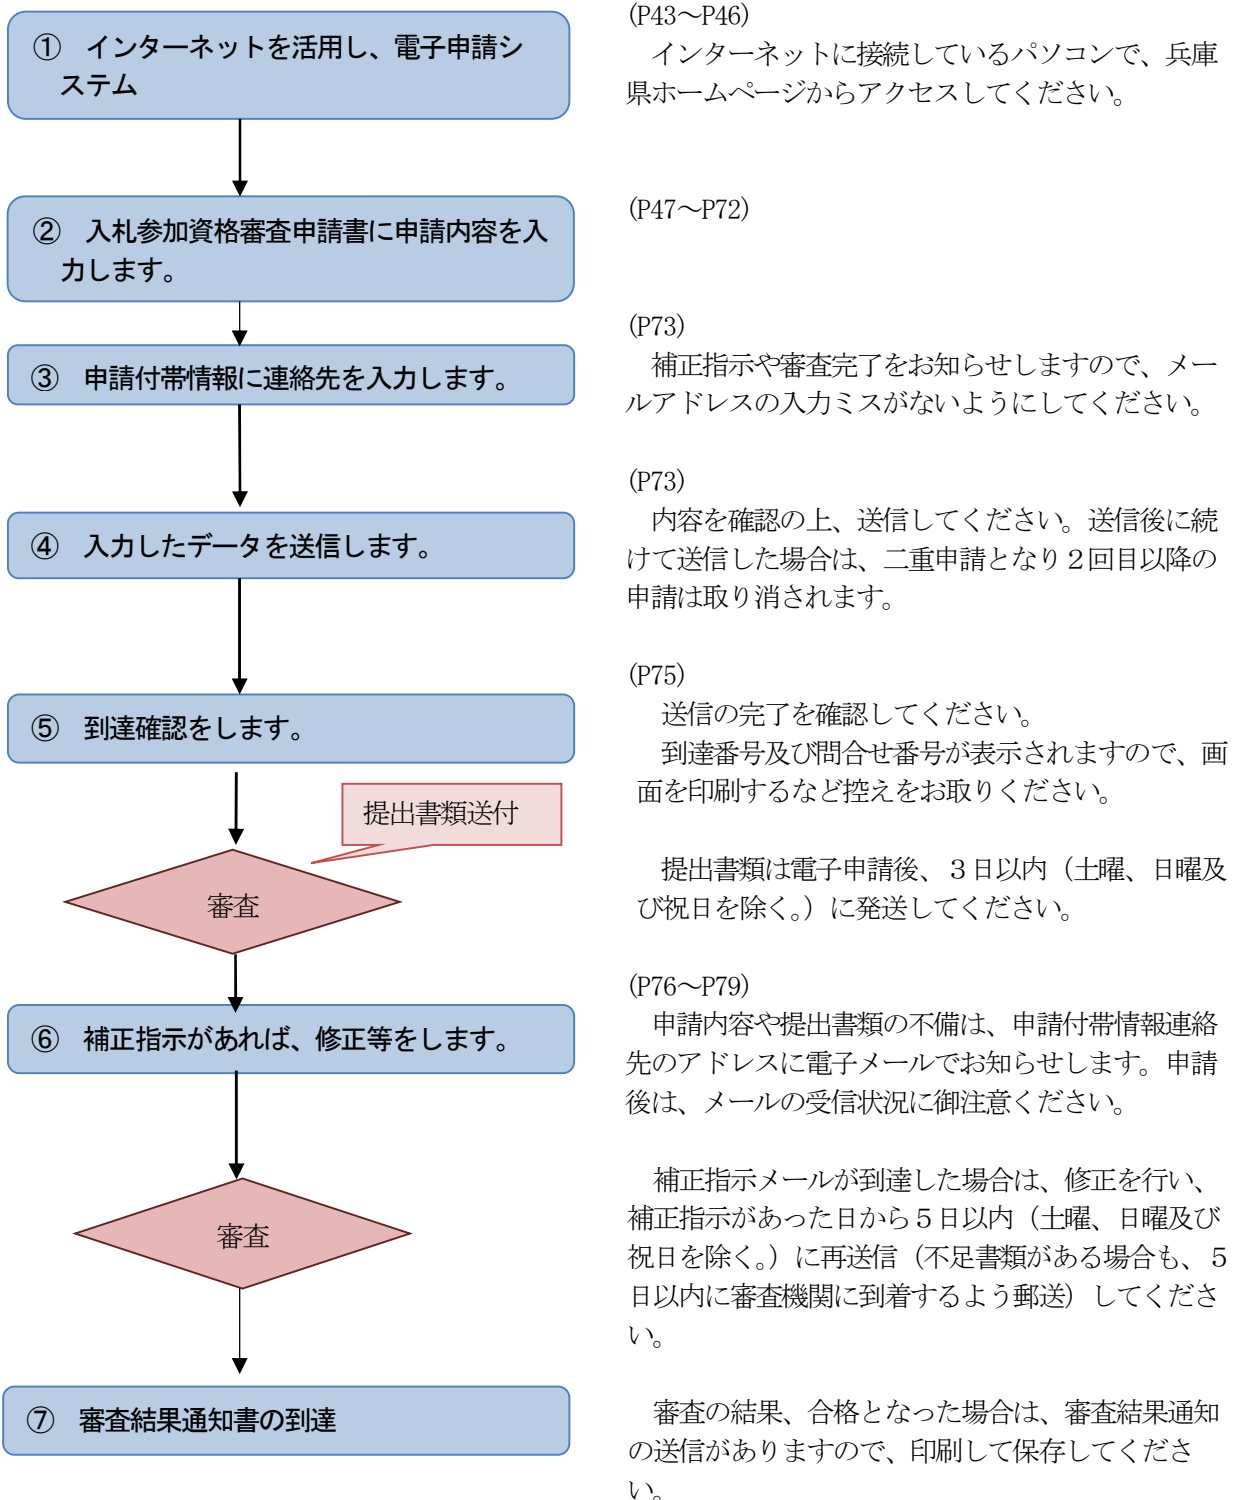 ① インターネットを活用し、電子申請シ
ステム
(P43～P46)
インターネットに接続しているパソコンで、兵庫
県ホームページからアクセスしてください。
② 入札参加資格審査申請書に申請内容を入
力します。
(P47～P72)
③ 申請付帯情報に連絡先を入力します。
(P73)
補正指示や審査完了をお知らせしますので、メー
ルアドレスの入力ミスがないようにしてください。
④ 入力したデータを送信します。
(P73)
内容を確認の上、送信してください。送信後に続
けて送信した場合は、二重申請となり２回目以降の
申請は取り消されます。
⑤ 到達確認をします。
(P75)
送信の完了を確認してください。
到達番号及び問合せ番号が表示されますので、画
面を印刷するなど控えをお取りください。
提出書類送付
審査
提出書類は電子申請後、３日以内（土曜、日曜及
び祝日を除く。）に発送してください。
⑥ 補正指示があれば、修正等をします。
(P76～P79)
申請内容や提出書類の不備は、申請付帯情報連絡
先のアドレスに電子メールでお知らせします。申請
後は、メールの受信状況に御注意ください。
審査
補正指示メールが到達した場合は、修正を行い、
補正指示があった日から５日以内（土曜、日曜及び
祝日を除く。）に再送信（不足書類がある場合も、５
日以内に審査機関に到着するよう郵送）してくださ
い。
⑦ 審査結果通知書の到達
審査の結果、合格となった場合は、審査結果通知
の送信がありますので、印刷して保存してくださ
い。